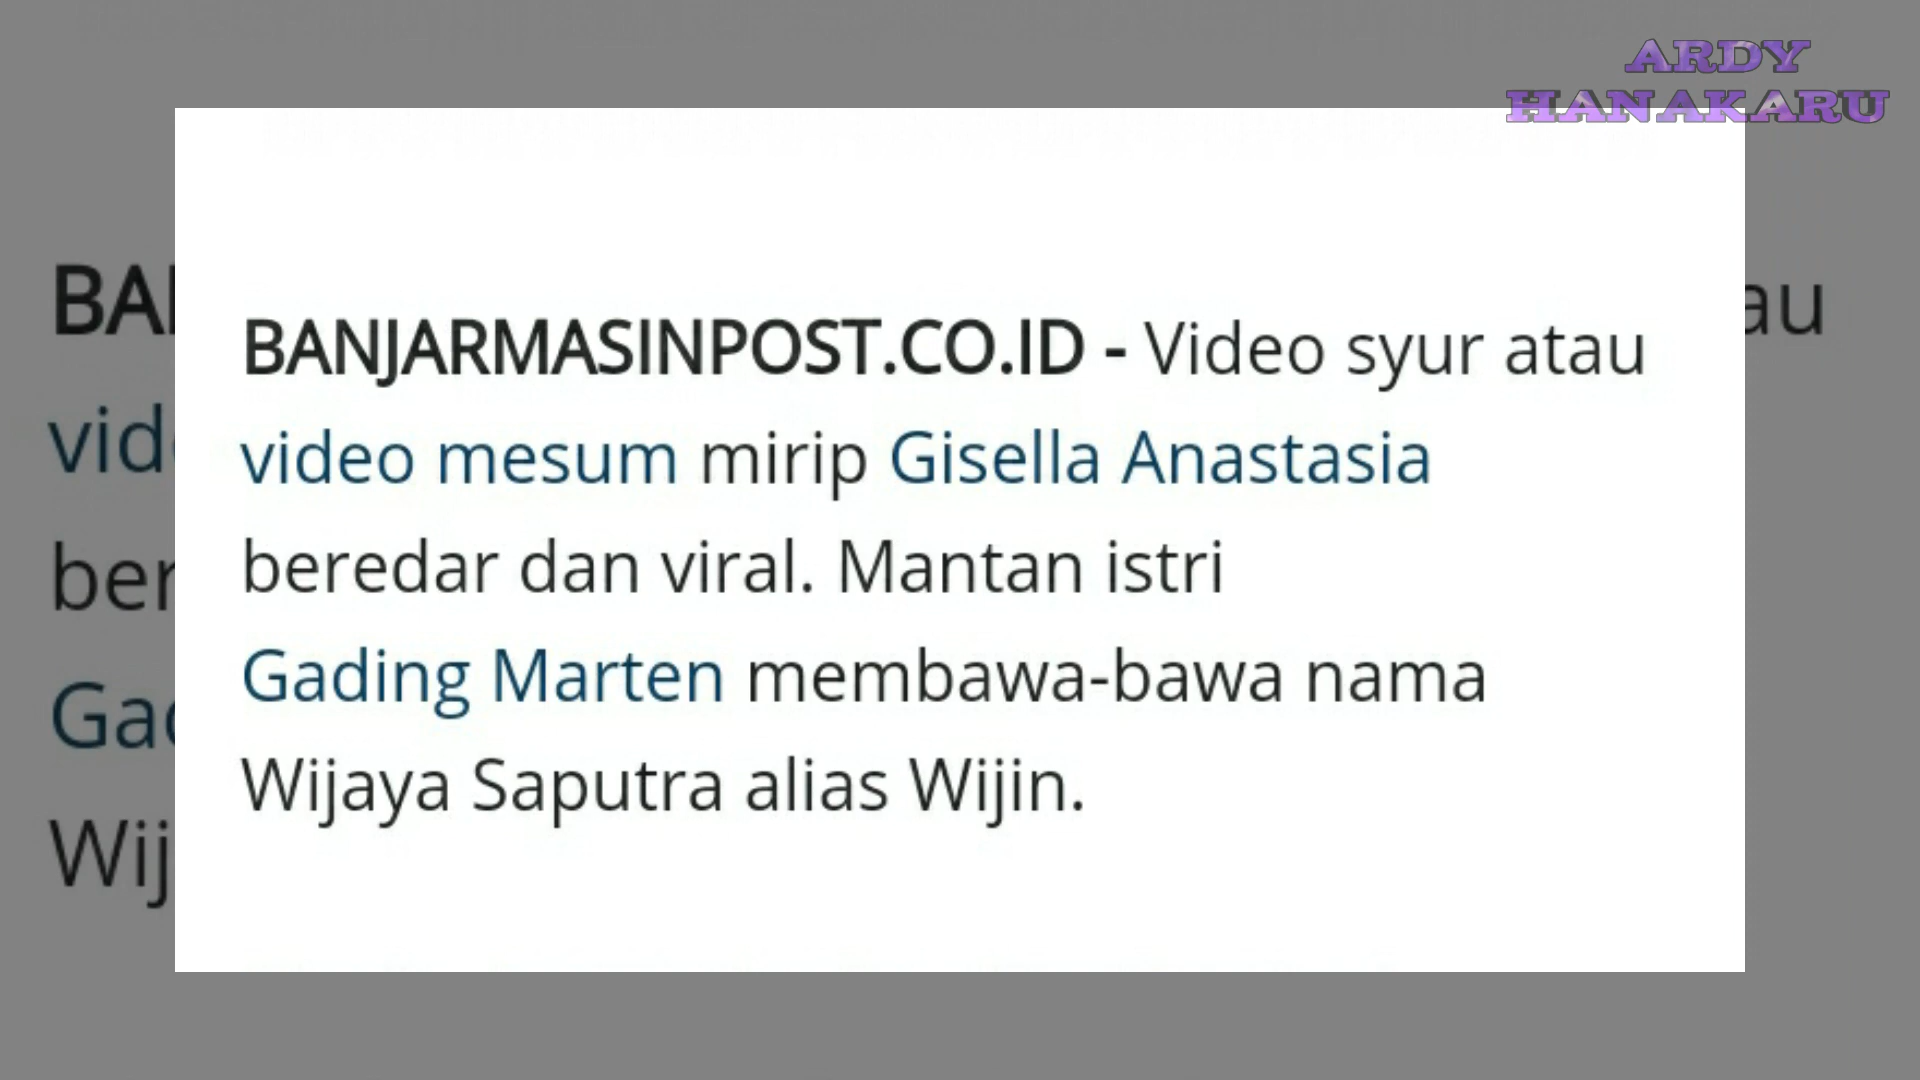 ARDY
HANAKARU
BANJARMASINPOST.CO.ID - Video syur atau
video mesum mirip Gisella Anastasia
beredar dan viral. Mantan istri
Gading Marten membawa-bawa nama
Wijaya Saputra alias Wijin.